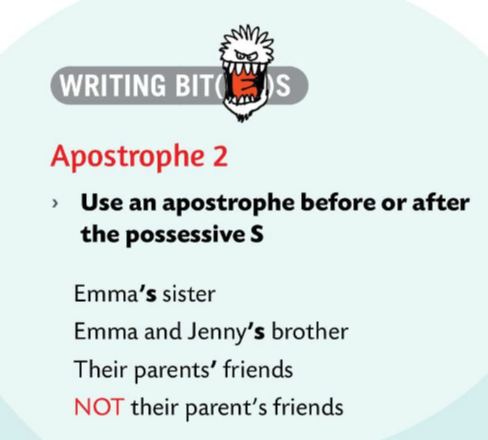 WRITING BIT(E)S
Apostrophe 2
› Use an apostrophe before or after
the possessive S
Emma’s sister
Emma and Jenny’s brother
Their parents’ friends
NOT their parent’s friends